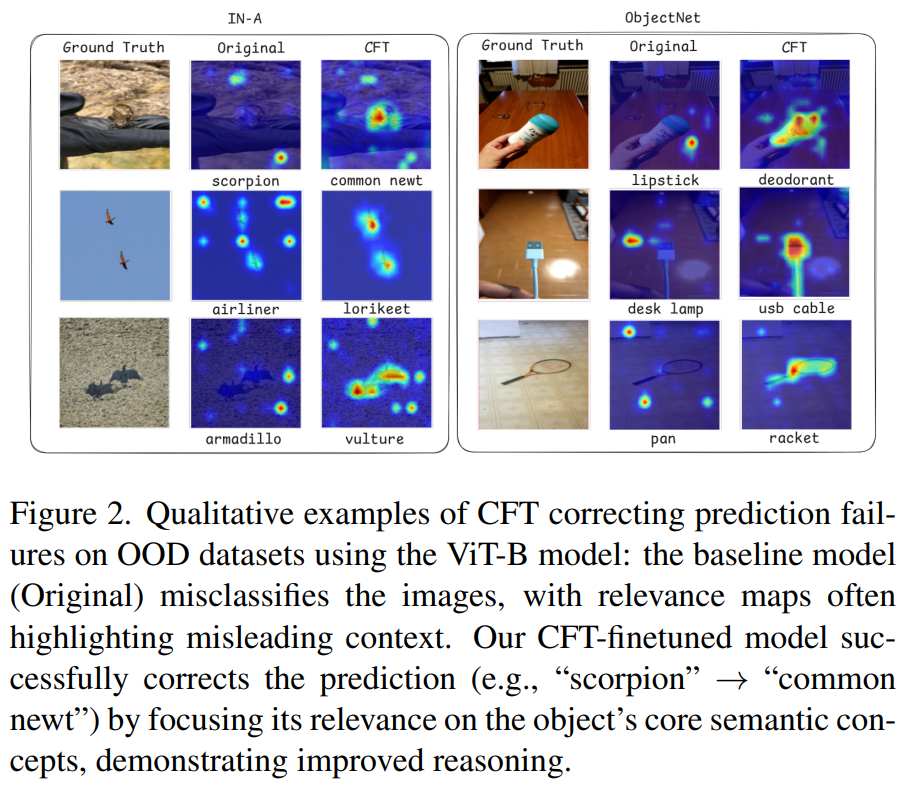 IN-A
ObjectNet
Ground Truth Original CFT
Ground Truth Original CFT
scorpion common newt
lipstick deodorant
airliner lorikeet
desk lamp usb cable
armadillo vulture
pan racket
Figure 2. Qualitative examples of CFT correcting prediction fail-
ures on OOD datasets using the ViT-B model: the baseline model
(Original) misclassifies the images, with relevance maps often
highlighting misleading context. Our CFT-finetuned model suc-
cessfully corrects the prediction (e.g., “scorpion” → “common
newt”) by focusing its relevance on the object’s core semantic con-
cepts, demonstrating improved reasoning.